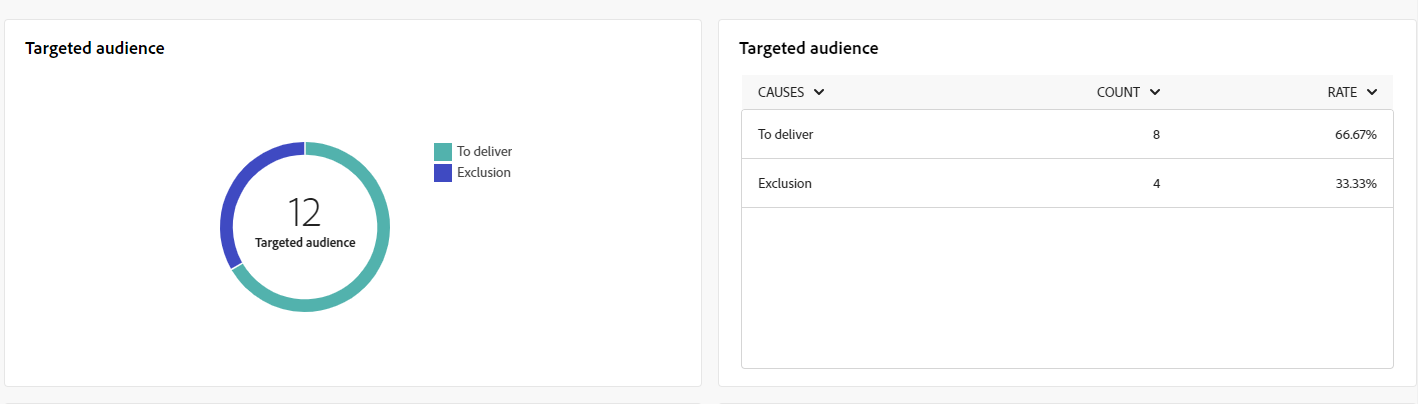 Targeted audience
To deliver
Exclusion
12
Targeted audience
Targeted audience
CAUSES COUNT RATE
To deliver 8 66.67%
Exclusion 4 33.33%